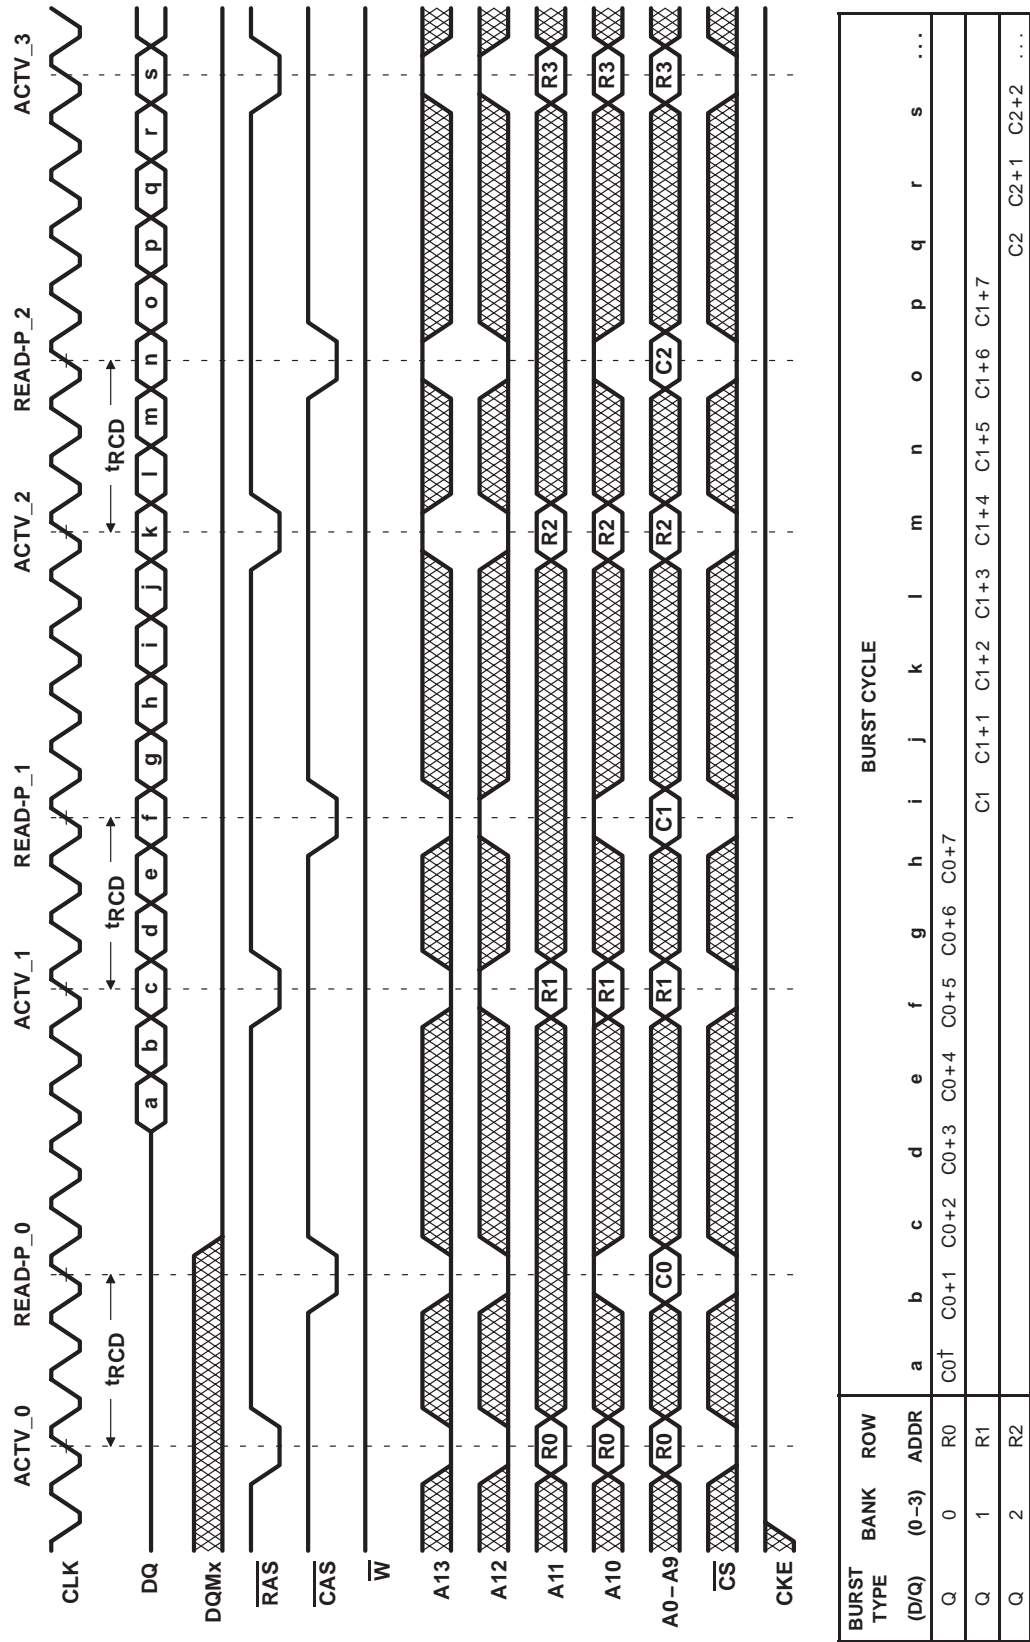 ACTV_0 READ-P_0 ACTV_1 READ-P_1 ACTV_2 READ-P_2 ACTV_3
CLK
tRCD tRCD tRCD
DQ a b c d e f g h i j k l m n o p q r s
DQMx
RAS
CAS
W
A13
A12
A11 R0 R1 R2 R3
A10 R0 R1 R2 R3
A0–A9 R0 C0 R1 C1 R2 C2 R3
CS
CKE
BURST BANK ROW BURST CYCLE
TYPE
(D/Q) (0–3) ADDR a b c d e f g h i j k l m n o p q r s ...
Q 0 R0 C0† C0+1 C0+2 C0+3 C0+4 C0+5 C0+6 C0+7
Q 1 R1 C1 C1+1 C1+2 C1+3 C1+4 C1+5 C1+6 C1+7
Q 2 R2 C2 C2+1 C2+2 ...